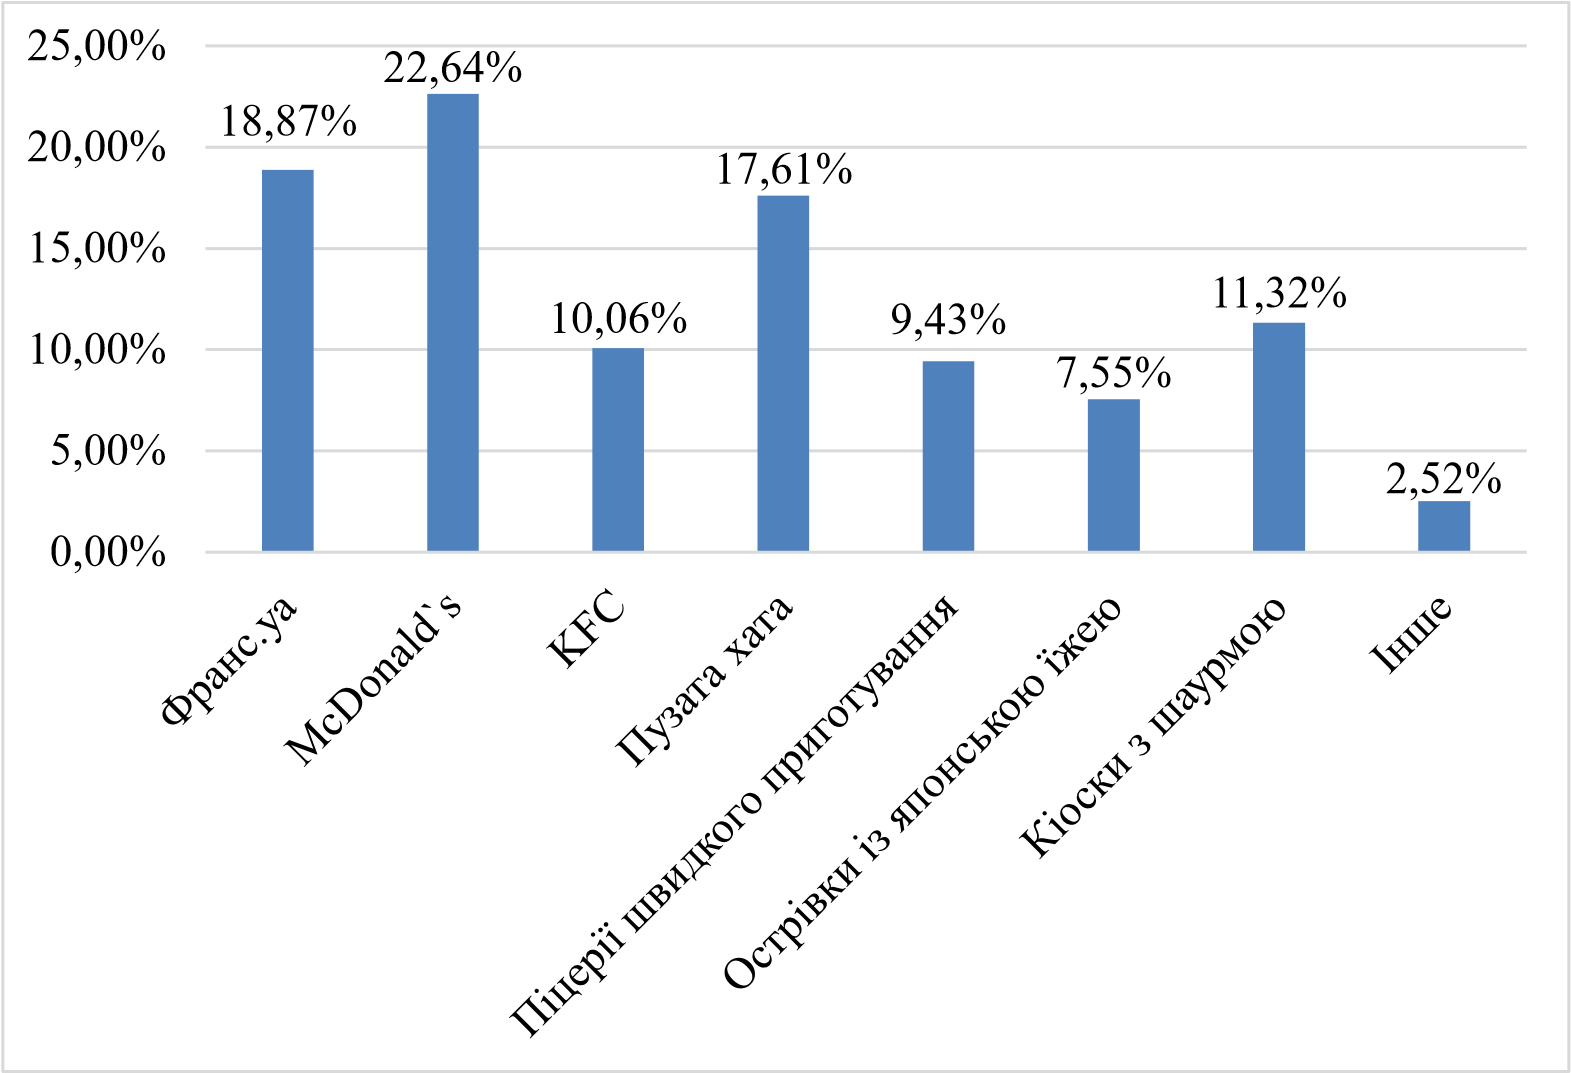 25,00%
20,00%
15,00%
10,00%
5,00%
0,00%
18,87%
22,64%
10,06%
17,61%
9,43%
7,55%
11,32%
2,52%
Франс.уа
McDonald`s
KFC
Пузата хата
Піцерії швидкого приготування
Острівки із японською їжею
Кіоски з шаурмою
Інше